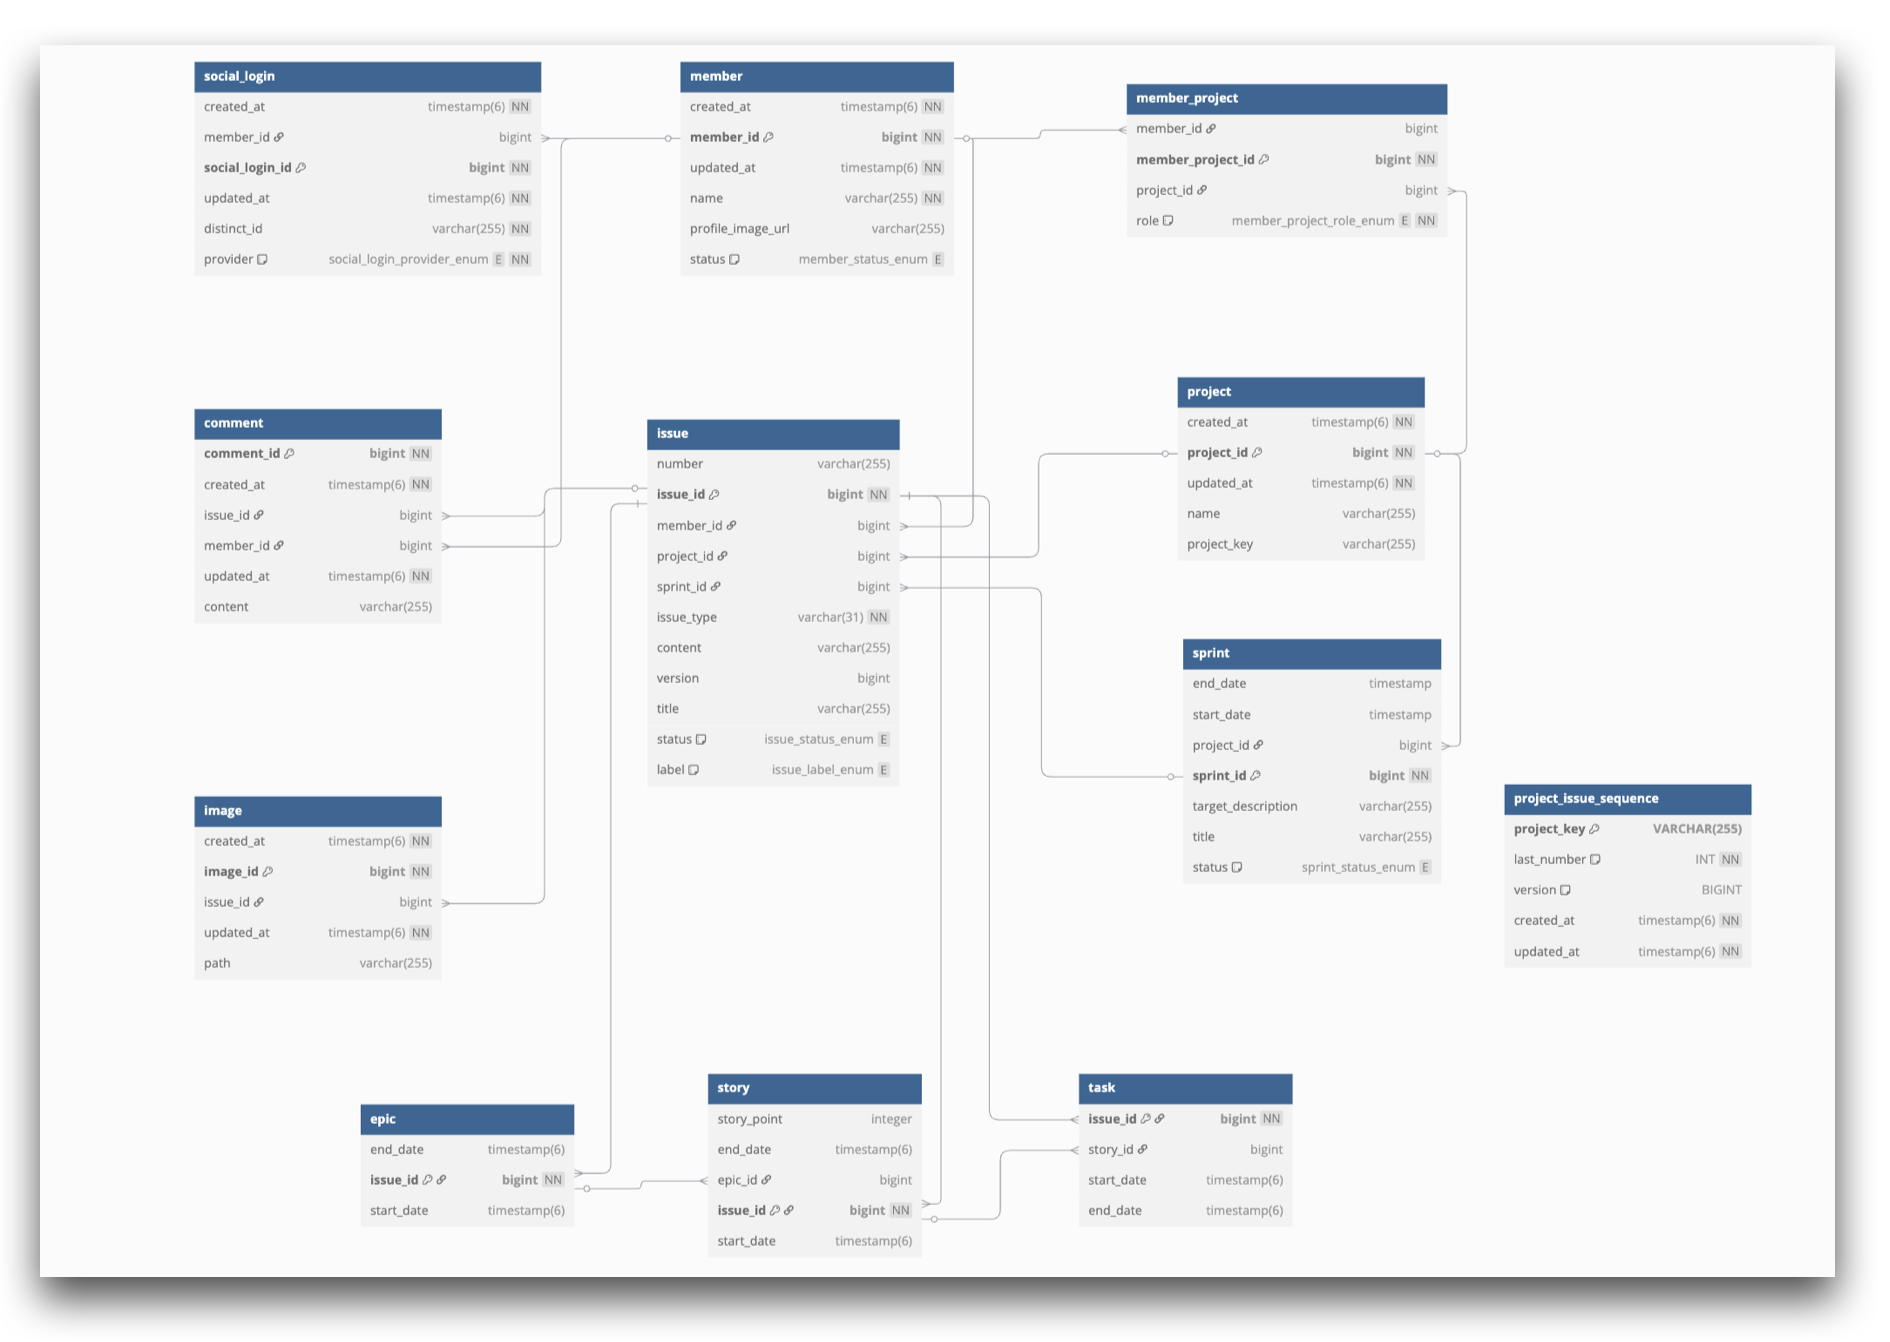 social_login
created_at timestamp(6) NN
member_id bigint
social_login_id bigint NN
updated_at timestamp(6) NN
distinct_id varchar(255) NN
provider social_login_provider_enum E NN
member
created_at timestamp(6) NN
member_id bigint NN
updated_at timestamp(6) NN
name varchar(255) NN
profile_image_url varchar(255)
status member_status_enum E
member_project
member_id bigint
member_project_id bigint NN
project_id bigint
role member_project_role_enum E NN
comment
comment_id bigint NN
created_at timestamp(6) NN
issue_id bigint
member_id bigint
updated_at timestamp(6) NN
content varchar(255)
issue
number varchar(255)
issue_id bigint NN
member_id bigint
project_id bigint
sprint_id bigint
issue_type varchar(31) NN
content varchar(255)
version bigint
title varchar(255)
status issue_status_enum E
label issue_label_enum E
project
created_at timestamp(6) NN
project_id bigint NN
updated_at timestamp(6) NN
name varchar(255)
project_key varchar(255)
sprint
end_date timestamp
start_date timestamp
project_id bigint
sprint_id bigint NN
target_description varchar(255)
title varchar(255)
status sprint_status_enum E
project_issue_sequence
project_key VARCHAR(255)
last_number INT NN
version BIGINT
created_at timestamp(6) NN
updated_at timestamp(6) NN
image
created_at timestamp(6) NN
image_id bigint NN
issue_id bigint
updated_at timestamp(6) NN
path varchar(255)
epic
end_date timestamp(6)
issue_id bigint NN
start_date timestamp(6)
story
story_point integer
end_date timestamp(6)
epic_id bigint
issue_id bigint NN
start_date timestamp(6)
task
issue_id bigint NN
story_id bigint
start_date timestamp(6)
end_date timestamp(6)